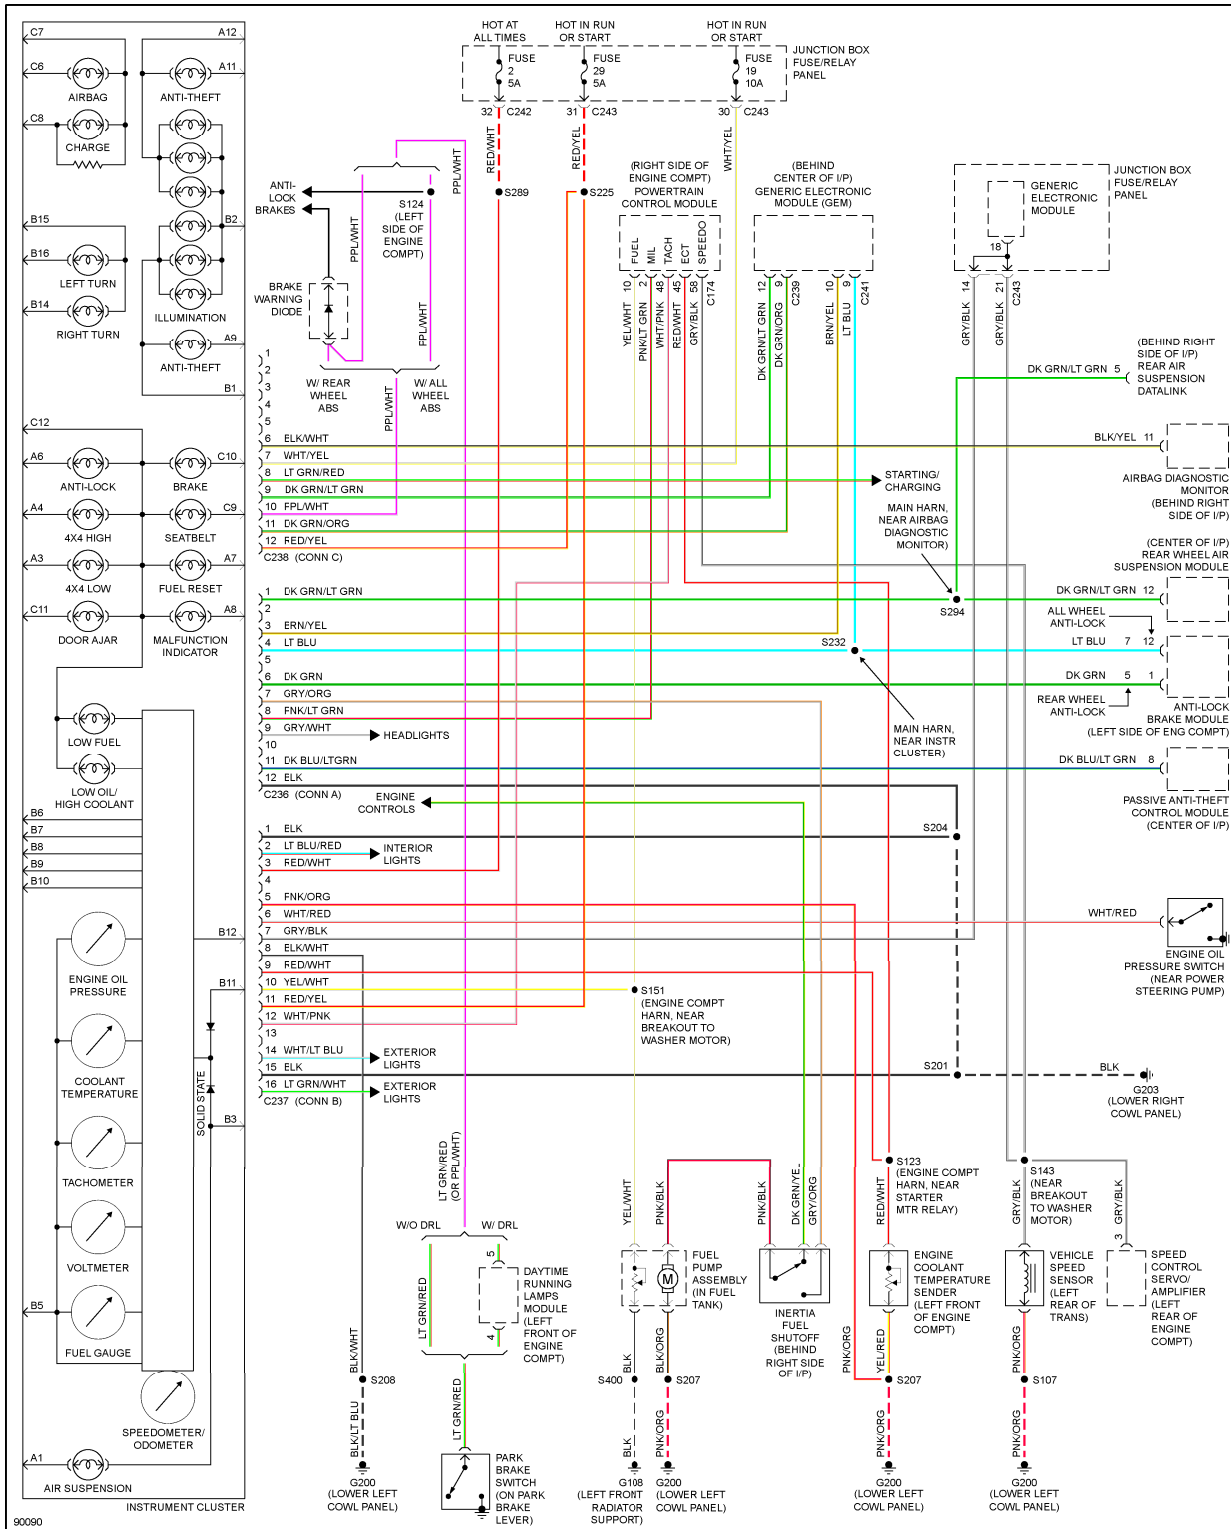 C7
A12
C6
A11
AIRBAG
ANTI-THEFT
C8
CHARGE
B15
B2
B16
LEFT TURN
B14
RIGHT TURN
ILLUMINATION
A9
ANTI-THEFT
B1
C12
A6
C10
ANTI-LOCK
BRAKE
A4
C9
4X4 HIGH
SEATBELT
A3
A7
4X4 LOW
FUEL RESET
C11
A8
DOOR AJAR
MALFUNCTION
INDICATOR
LOW FUEL
LOW OIL/
HIGH COOLANT
B6
B7
B8
B9
B10
B12
ENGINE OIL
PRESSURE
B11
COOLANT
TEMPERATURE
SOLID STATE
B3
TACHOMETER
VOLTMETER
B5
FUEL GAUGE
SPEEDOMETER/
ODOMETER
A1
AIR SUSPENSION
INSTRUMENT CLUSTER
90090
HOT AT
ALL TIMES
HOT IN RUN
OR START
HOT IN RUN
OR START
FUSE
2
5A
FUSE
29
5A
FUSE
19
10A
JUNCTION BOX
FUSE/RELAY
PANEL
32
C242
31
C243
30
C243
RED/WHT
RED/YEL
WHT/YEL
PPL/WHT
S289
S225
ANTI-
LOCK
BRAKES
S124
(LEFT
SIDE OF
ENGINE
COMPT)
PPL/WHT
PPL/WHT
BRAKE
WARNING
DIODE
W/ REAR
WHEEL
ABS
W/ ALL
WHEEL
ABS
PPL/WHT
(RIGHT SIDE OF
ENGINE COMPT)
POWERTRAIN
CONTROL MODULE
FUEL
MIL
TACH
ECT
SPEEDO
10
2
48
45
58
C174
YEL/WHT
PNK/LT GRN
WHT/PNK
RED/WHT
GRY/BLK
(BEHIND
CENTER OF I/P)
GENERIC ELECTRONIC
MODULE (GEM)
12
9
C239
10
9
C241
DK GRN/LT GRN
DK GRN/ORG
BRN/YEL
LT BLU
GENERIC
ELECTRONIC
MODULE
18
JUNCTION BOX
FUSE/RELAY
PANEL
14
21
C243
GRY/BLK
GRY/BLK
(BEHIND RIGHT
SIDE OF I/P)
REAR AIR
SUSPENSION
DATALINK
DK GRN/LT GRN 5
1
2
3
4
5
6 ELK/WHT
7 WHT/YEL
8 LT GRN/RED
9 DK GRN/LT GRN
10 FPL/WHT
11 DK GRN/ORG
12 RED/YEL
C238 (CONN C)
STARTING/
CHARGING
BLK/YEL 11
AIRBAG DIAGNOSTIC
MONITOR
(BEHIND RIGHT
SIDE OF I/P)
MAIN HARN,
NEAR AIRBAG
DIAGNOSTIC
MONITOR)
(CENTER OF I/P)
REAR WHEEL AIR
SUSPENSION MODULE
1 DK GRN/LT GRN
2
3 ERN/YEL
4 LT BLU
5
6 DK GRN
7 GRY/ORG
8 FNK/LT GRN
9 GRY/WHT
10
11 DK BLU/LTGRN
12 ELK
C236 (CONN A)
HEADLIGHTS
ENGINE
CONTROLS
S294
S232
DK GRN/LT GRN 12
ALL WHEEL
ANTI-LOCK
LT BLU 7 12
DK GRN 5 1
REAR WHEEL
ANTI-LOCK
ANTI-LOCK
BRAKE MODULE
(LEFT SIDE OF ENG COMPT)
MAIN HARN,
NEAR INSTR
CLUSTER)
DK BLU/LT GRN 8
PASSIVE ANTI-THEFT
CONTROL MODULE
(CENTER OF I/P)
S204
1 ELK
2 LT BLU/RED
3 RED/WHT
4
5 FNK/ORG
6 WHT/RED
7 GRY/BLK
8 ELK/WHT
9 RED/WHT
10 YEL/WHT
11 RED/YEL
12 WHT/PNK
13
14 WHT/LT BLU
15 ELK
16 LT GRN/WHT
C237 (CONN B)
INTERIOR
LIGHTS
EXTERIOR
LIGHTS
EXTERIOR
LIGHTS
WHT/RED
ENGINE OIL
PRESSURE SWITCH
(NEAR POWER
STEERING PUMP)
S151
(ENGINE COMPT
HARN, NEAR
BREAKOUT TO
WASHER MOTOR)
S201
BLK
G203
(LOWER RIGHT
COWL PANEL)
LT GRN/RED
(OR PPL/WHT)
W/O DRL
W/ DRL
LT GRN/RED
5
4
DAYTIME
RUNNING
LAMPS
MODULE
(LEFT
FRONT OF
ENGINE
COMPT)
LT GRN/RED
PARK
BRAKE
SWITCH
(ON PARK
BRAKE
LEVER)
BLK/WHT
S208
BLK/LT BLU
G200
(LOWER LEFT
COWL PANEL)
YEL/WHT
PNK/BLK
FUEL
PUMP
ASSEMBLY
(IN FUEL
TANK)
M
BLK
BLK/ORG
S400
S207
BLK
PNK/ORG
G108
(LEFT FRONT
RADIATOR
SUPPORT)
G200
(LOWER LEFT
COWL PANEL)
PNK/BLK
DK GRN/YEL
GRY/ORG
INERTIA
FUEL
SHUTOFF
(BEHIND
RIGHT SIDE
OF I/P)
S123
(ENGINE COMPT
HARN, NEAR
STARTER
MTR RELAY)
RED/WHT
ENGINE
COOLANT
TEMPERATURE
SENDER
(LEFT FRONT
OF ENGINE
COMPT)
PNK/ORG
YEL/RED
S207
PNK/ORG
G200
(LOWER LEFT
COWL PANEL)
S143
(NEAR
BREAKOUT
TO WASHER
MOTOR)
GRY/BLK
GRY/BLK
3
VEHICLE
SPEED
SENSOR
(LEFT
REAR OF
TRANS)
SPEED
CONTROL
SERVO/
AMPLIFIER
(LEFT
REAR OF
ENGINE
COMPT)
PNK/ORG
S107
PNK/ORG
G200
(LOWER LEFT
COWL PANEL)